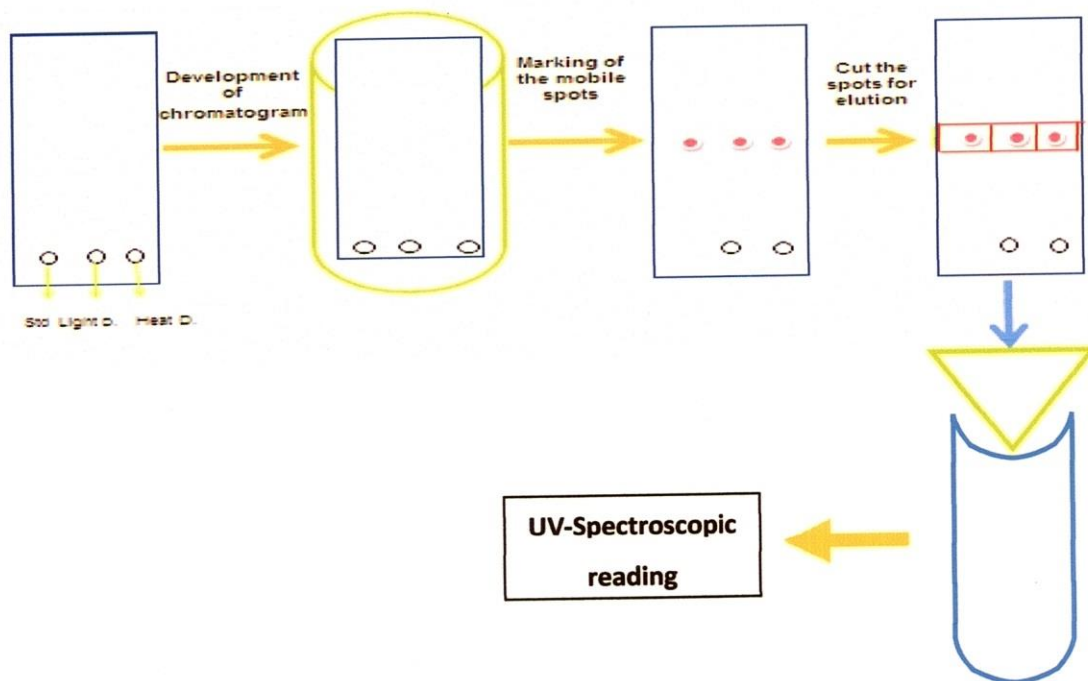 Development
of
chromatogram
Marking of
the mobile
spots
Cut the
spots for
elution
Std Light D. Heat D.
UV-Spectroscopic
reading